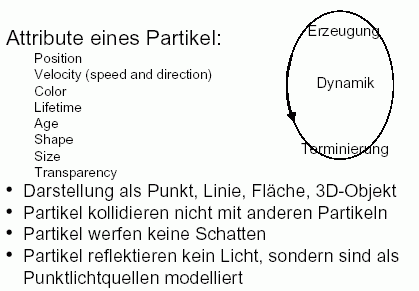 Attribute eines Partikel:
Position
Velocity (speed and direction)
Color
Lifetime
Age
Shape
Size
Transparency
Erzeugung
Dynamik
Terminierung
• Darstellung als Punkt, Linie, Fläche, 3D-Objekt
• Partikel kollidieren nicht mit anderen Partikeln
• Partikel werfen keine Schatten
• Partikel reflektieren kein Licht, sondern sind als
Punktlichtquellen modelliert